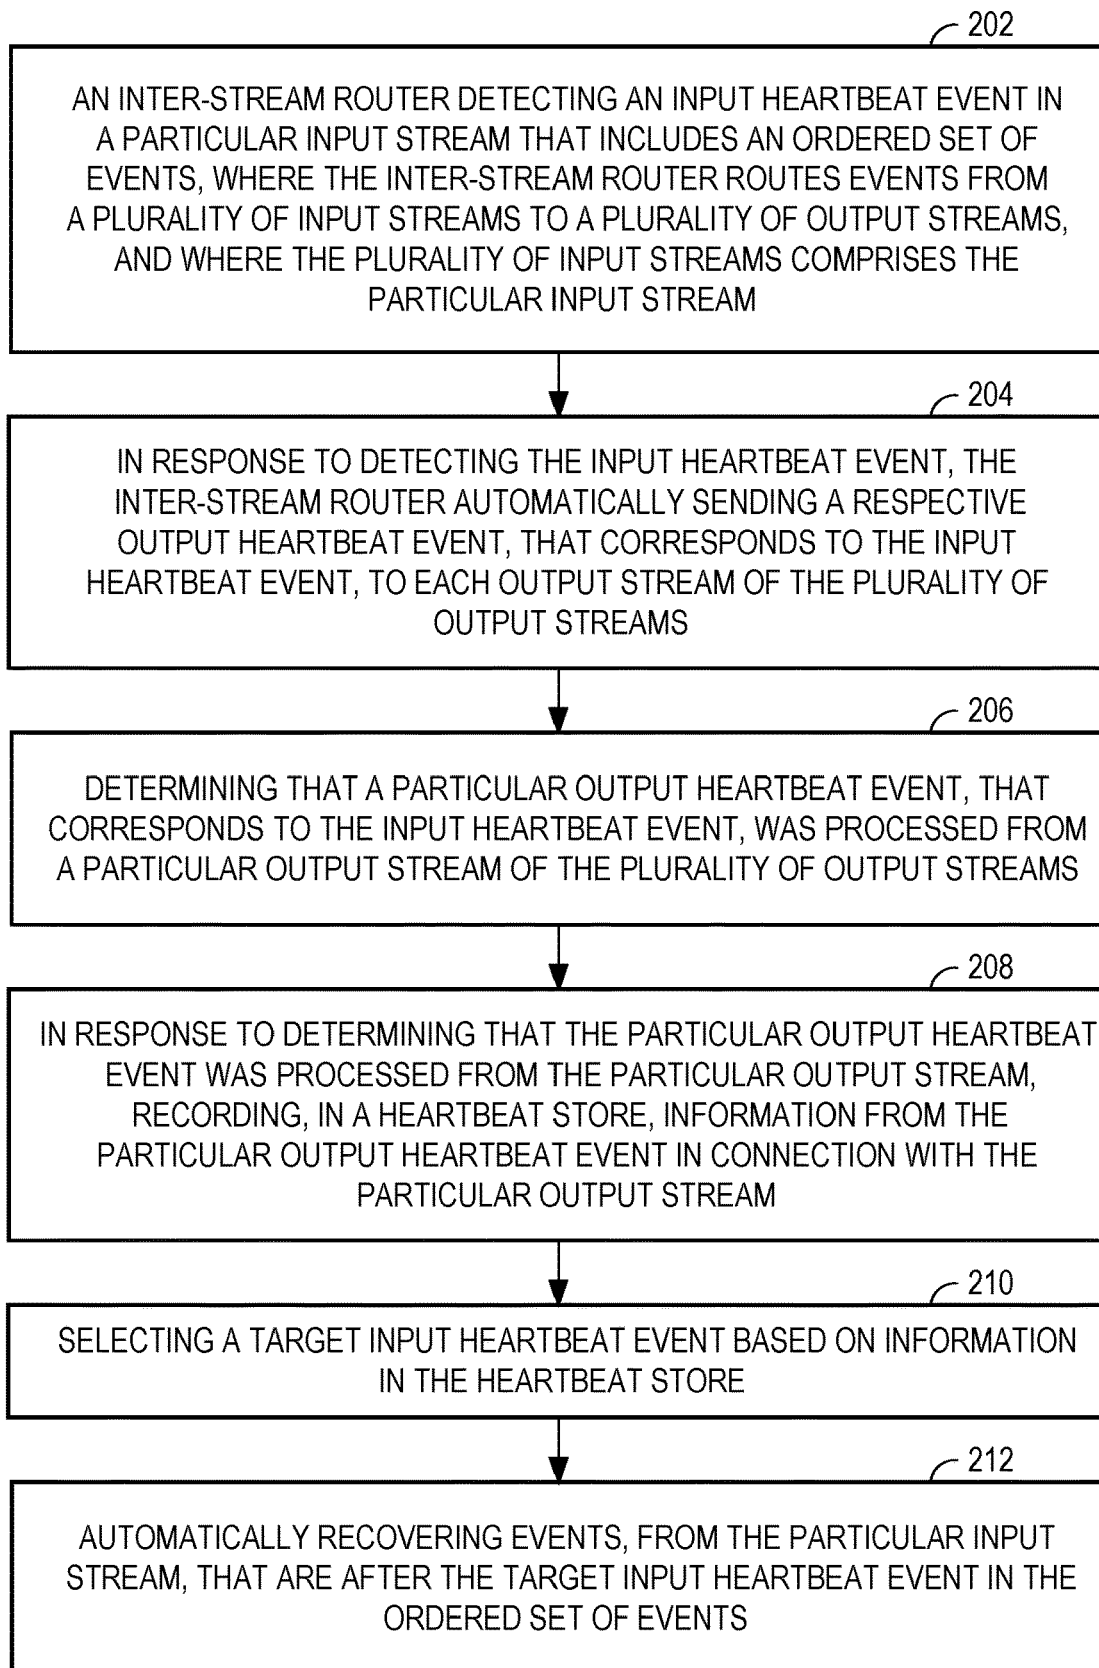 202
AN INTER-STREAM ROUTER DETECTING AN INPUT HEARTBEAT EVENT IN
A PARTICULAR INPUT STREAM THAT INCLUDES AN ORDERED SET OF
EVENTS, WHERE THE INTER-STREAM ROUTER ROUTES EVENTS FROM
A PLURALITY OF INPUT STREAMS TO A PLURALITY OF OUTPUT STREAMS,
AND WHERE THE PLURALITY OF INPUT STREAMS COMPRISES THE
PARTICULAR INPUT STREAM
204
IN RESPONSE TO DETECTING THE INPUT HEARTBEAT EVENT, THE
INTER-STREAM ROUTER AUTOMATICALLY SENDING A RESPECTIVE
OUTPUT HEARTBEAT EVENT, THAT CORRESPONDS TO THE INPUT
HEARTBEAT EVENT, TO EACH OUTPUT STREAM OF THE PLURALITY OF
OUTPUT STREAMS
206
DETERMINING THAT A PARTICULAR OUTPUT HEARTBEAT EVENT, THAT
CORRESPONDS TO THE INPUT HEARTBEAT EVENT, WAS PROCESSED FROM
A PARTICULAR OUTPUT STREAM OF THE PLURALITY OF OUTPUT STREAMS
208
IN RESPONSE TO DETERMINING THAT THE PARTICULAR OUTPUT HEARTBEAT
EVENT WAS PROCESSED FROM THE PARTICULAR OUTPUT STREAM,
RECORDING, IN A HEARTBEAT STORE, INFORMATION FROM THE
PARTICULAR OUTPUT HEARTBEAT EVENT IN CONNECTION WITH THE
PARTICULAR OUTPUT STREAM
210
SELECTING A TARGET INPUT HEARTBEAT EVENT BASED ON INFORMATION
IN THE HEARTBEAT STORE
212
AUTOMATICALLY RECOVERING EVENTS, FROM THE PARTICULAR INPUT
STREAM, THAT ARE AFTER THE TARGET INPUT HEARTBEAT EVENT IN THE
ORDERED SET OF EVENTS